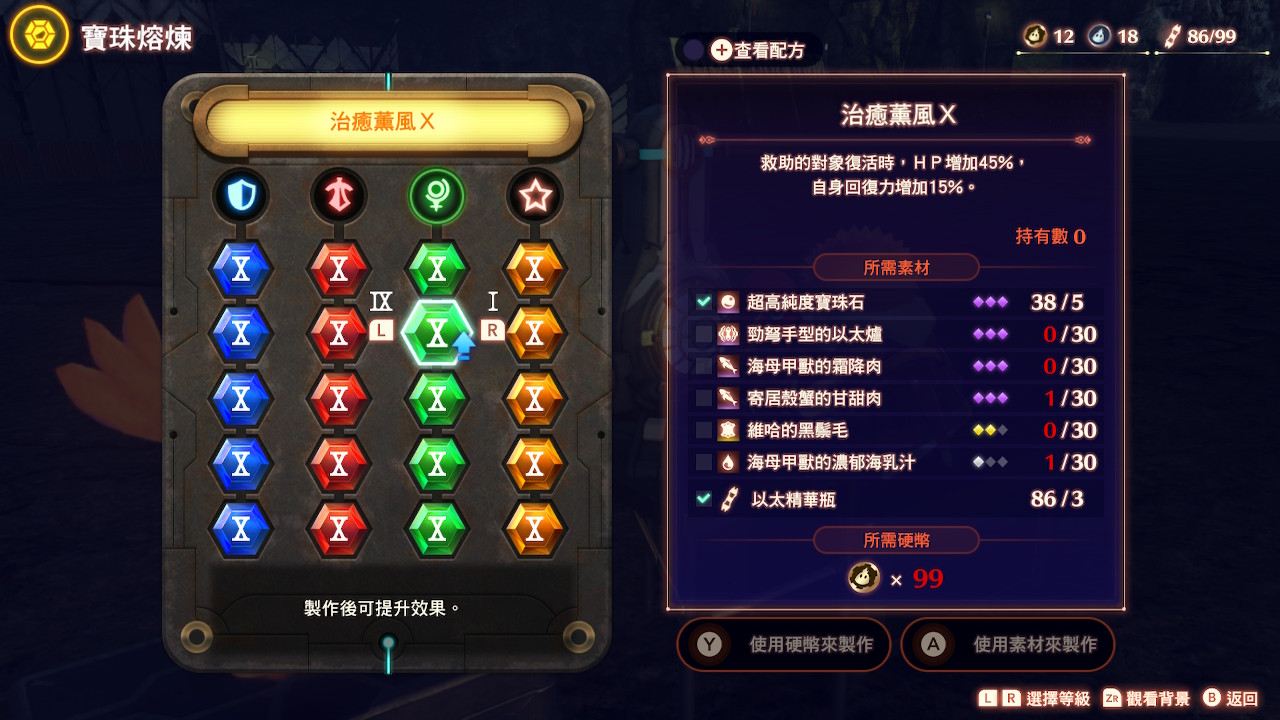 寶珠熔煉
+查看配方
12 18 86/99
治癒薰風Ⅹ
X X X X
Ⅸ L X R Ⅰ
X X X
X X X X
X X X X
X X X X
製作後可提升效果。
治癒薰風Ⅹ
救助的對象復活時，ＨＰ增加45%，
自身回復力增加15%。
持有數 0
所需素材
超高純度寶珠石 38/5
勁弩手型的以太爐 0/30
海母甲獸的霜降肉 0/30
寄居殼蟹的甘甜肉 1/30
維哈的黑鬃毛 0/30
海母甲獸的濃郁海乳汁 1/30
以太精華瓶 86/3
所需硬幣
× 99
Y 使用硬幣來製作
A 使用素材來製作
L R 選擇等級 ZR 觀看背景 B 返回